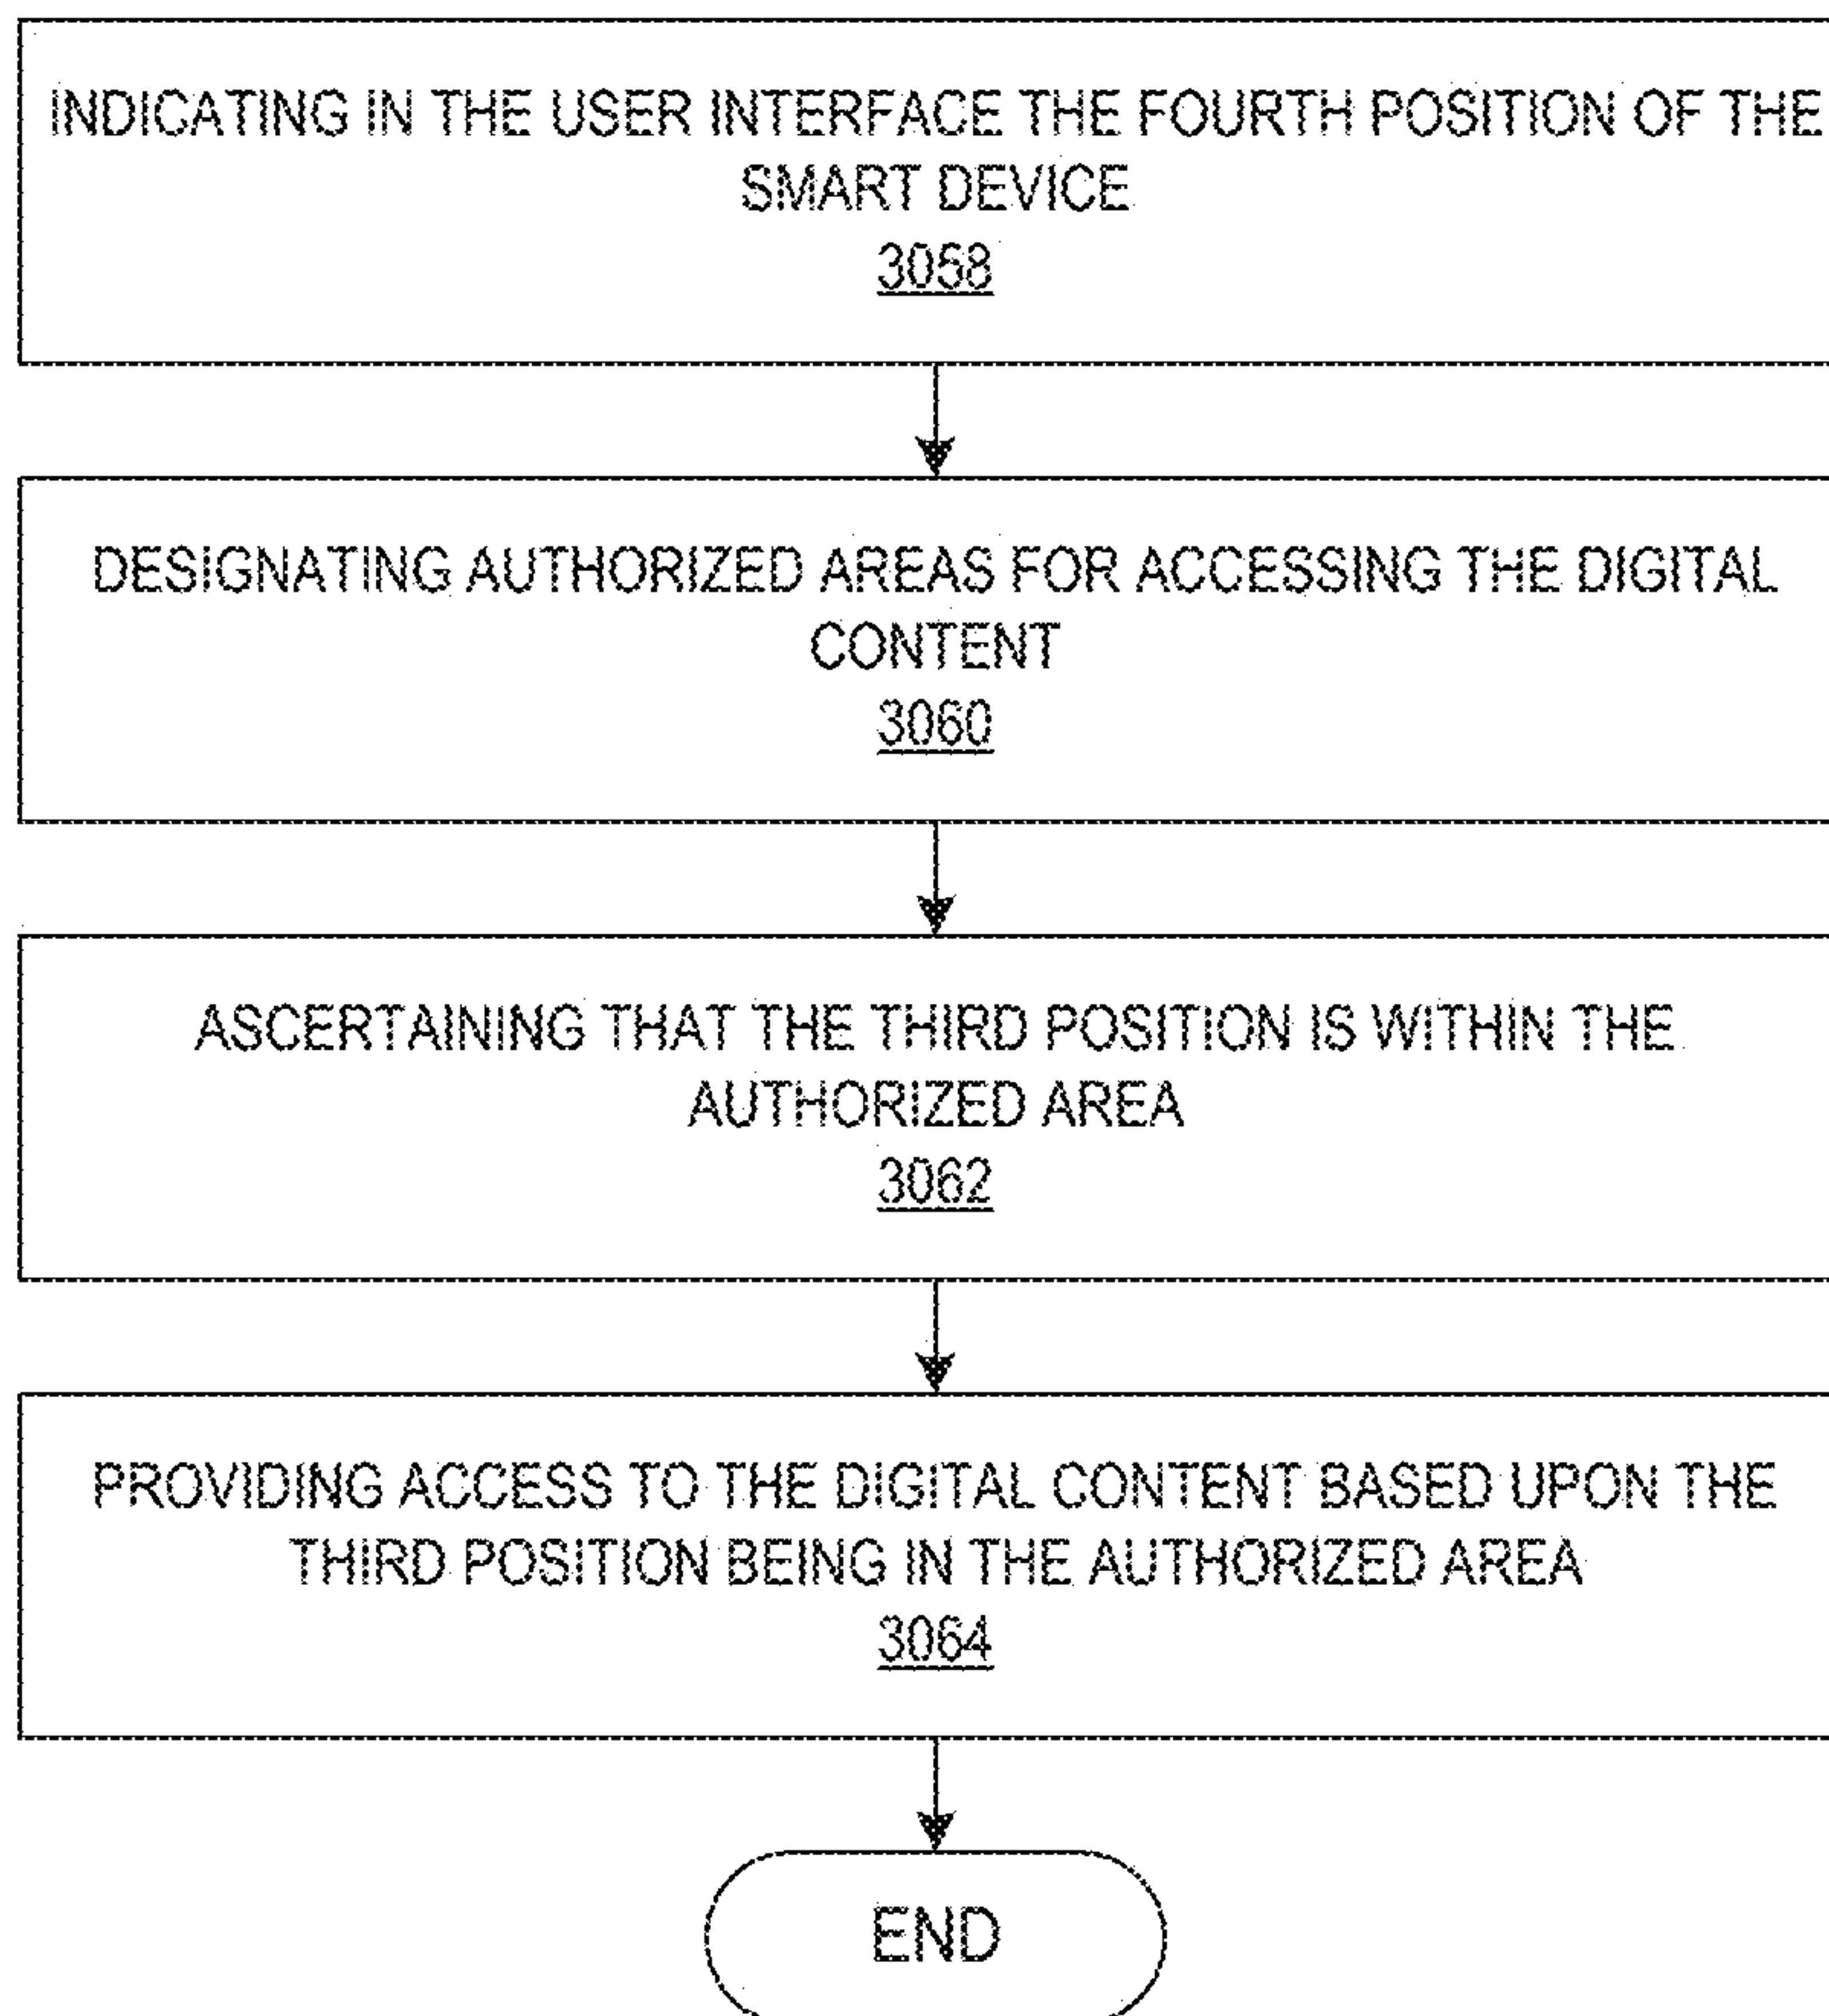 INDICATING IN THE USER INTERFACE THE FOURTH POSITION OF THE
SMART DEVICE
3058
DESIGNATING AUTHORIZED AREAS FOR ACCESSING THE DIGITAL
CONTENT
3060
ASCERTAINING THAT THE THIRD POSITION IS WITHIN THE
AUTHORIZED AREA
3062
PROVIDING ACCESS TO THE DIGITAL CONTENT BASED UPON THE
THIRD POSITION BEING IN THE AUTHORIZED AREA
3064
END